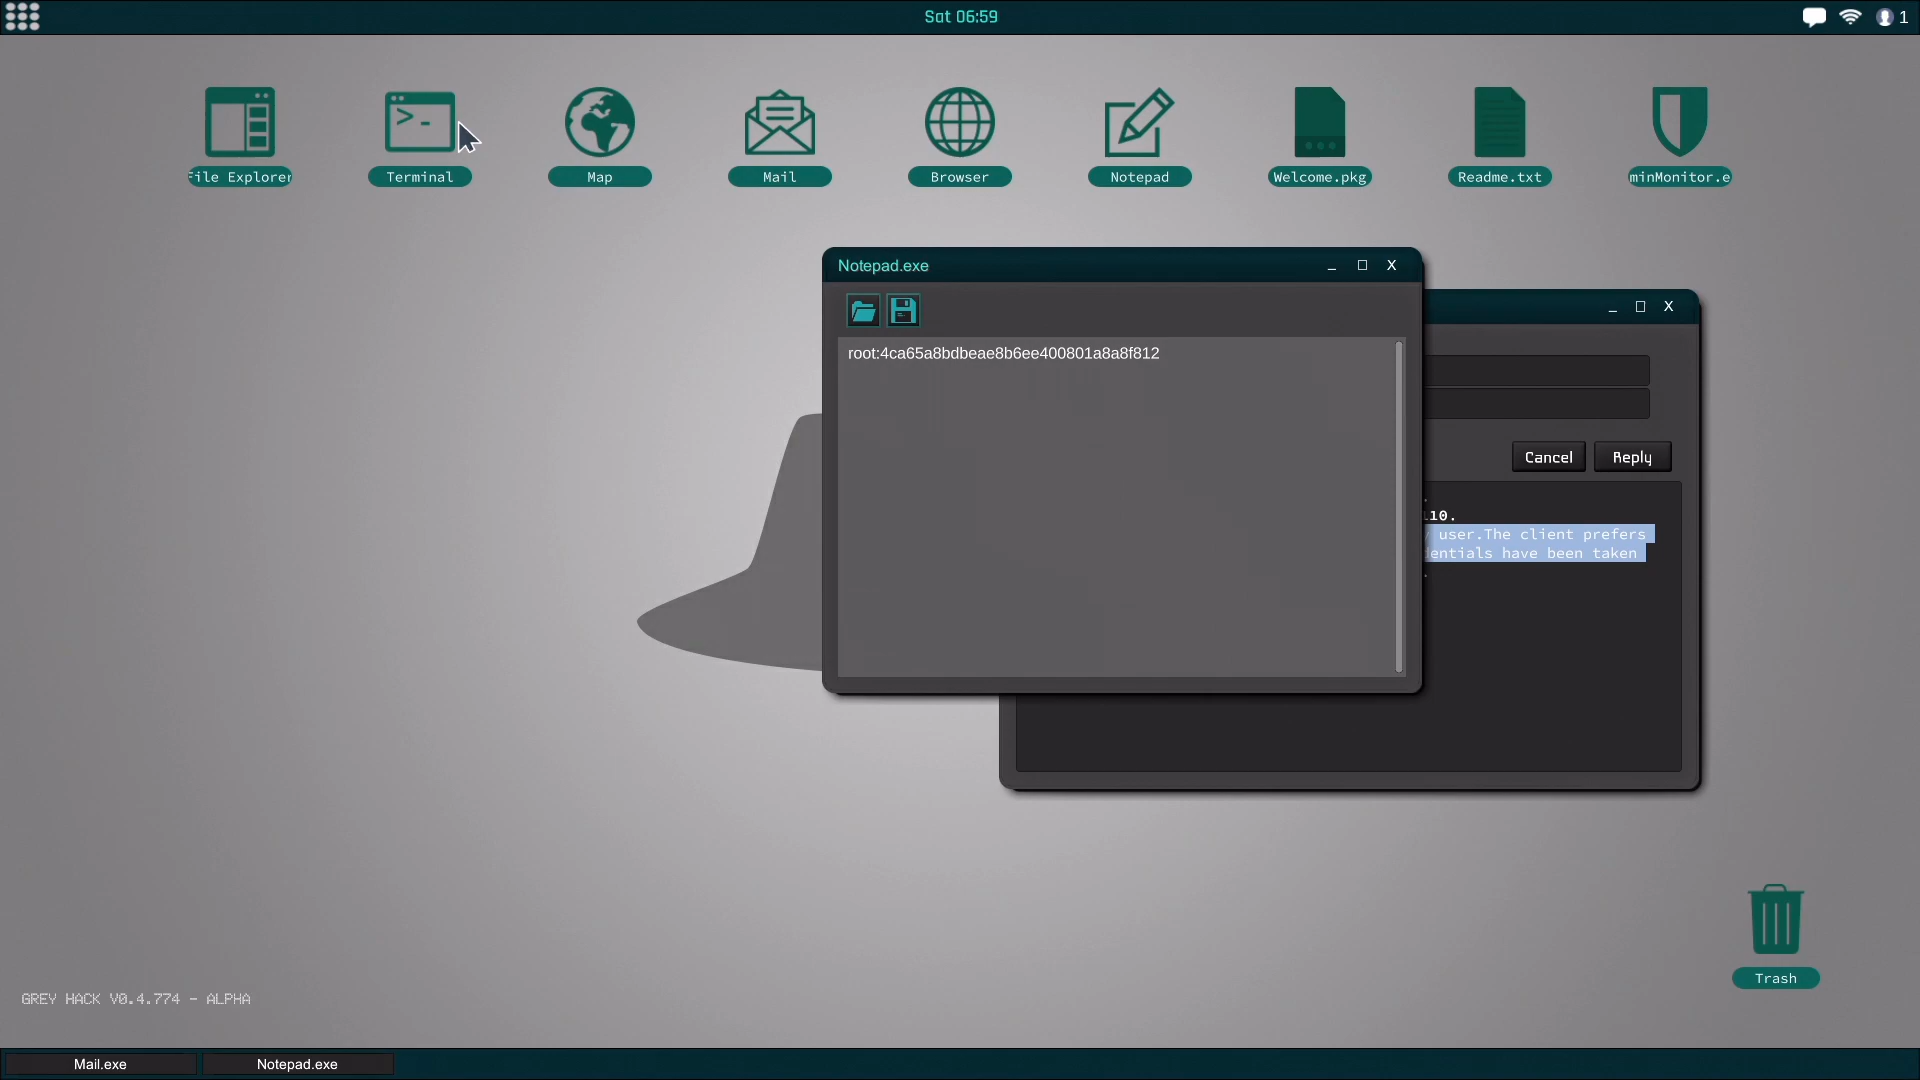 Sat 06:59
1
File Explorer
Terminal
Map
Mail
Browser
Notepad
Welcome.pkg
Readme.txt
minMonitor.e
Notepad.exe
_ □ X
_ □ X
root:4ca65a8bdbeae8b6ee400801a8a8f812
Cancel
Reply
.
110.
user.The client prefers
entials have been taken
.
Trash
GREY HACK V0.4.774 - ALPHA
Mail.exe
Notepad.exe